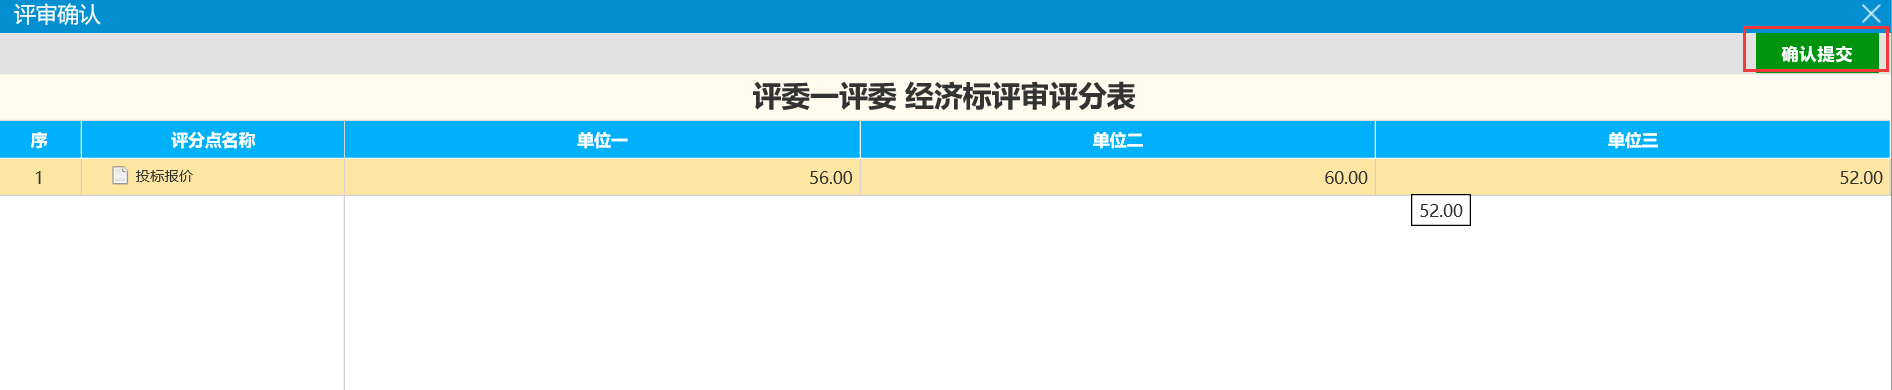 评审确认
确认提交
评委一评委 经济标评审评分表
序 评分点名称 单位一 单位二 单位三
1 投标报价 56.00 60.00 52.00
52.00